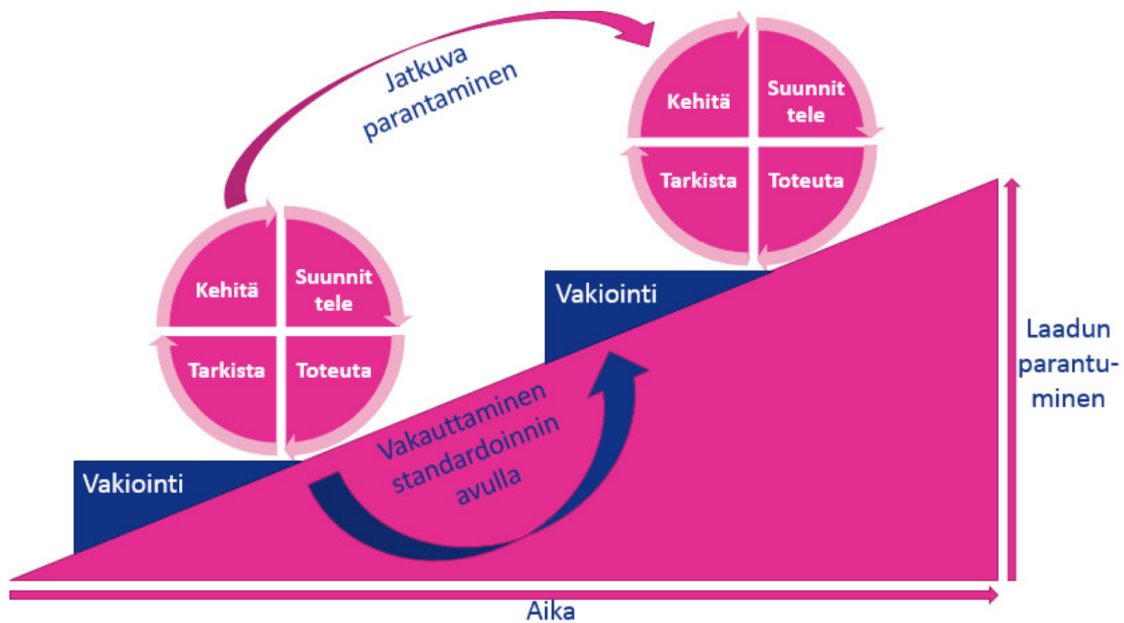 Jatkuva
parantaminen
Kehitä
Suunnit
tele
Tarkista
Toteuta
Kehitä
Suunnit
tele
Tarkista
Toteuta
Vakiointi
Vakiointi
Vakauttaminen
standardoinnin
avulla
Laadun
parantu-
minen
Aika